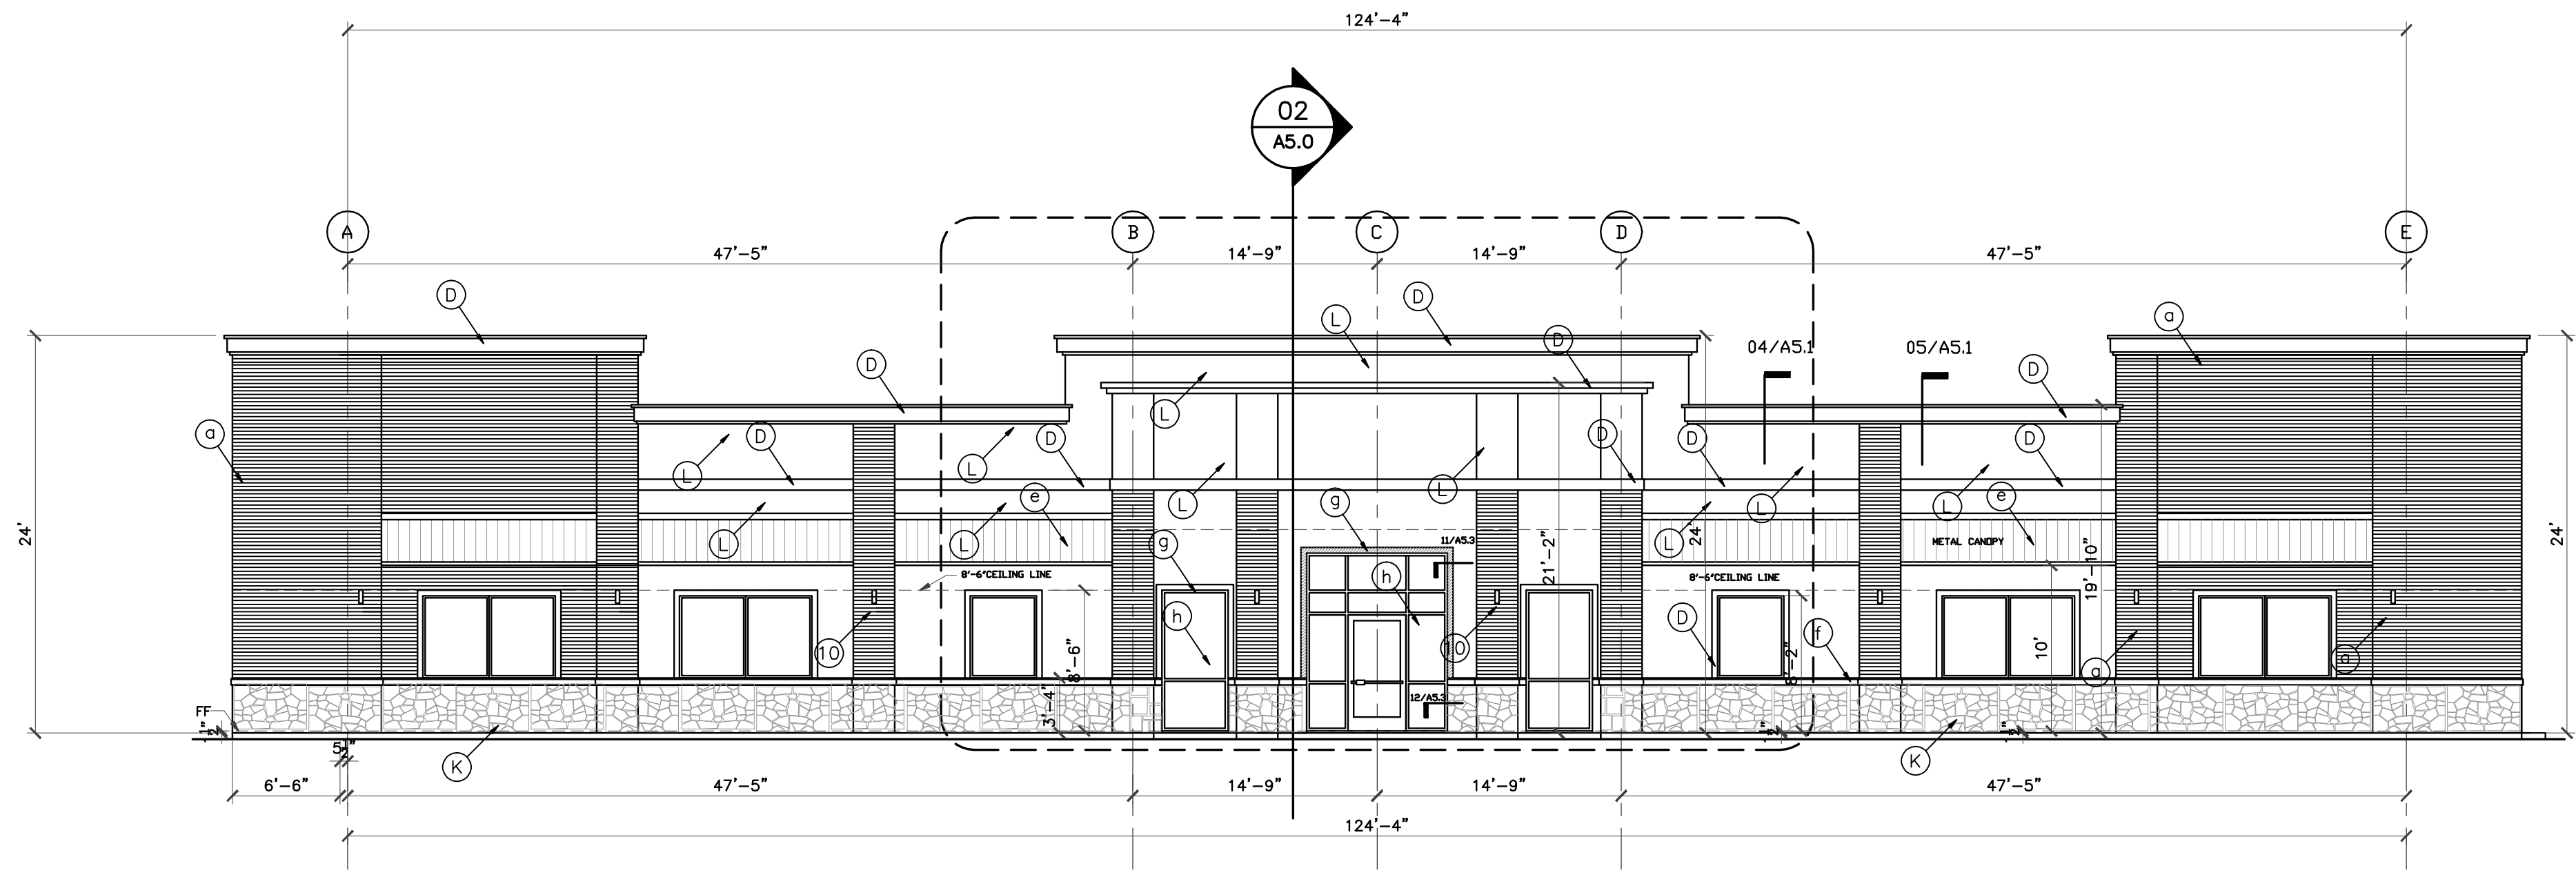 124'-4"
02
A5.0
A
B
C
D
E
47'-5"
14'-9"
14'-9"
47'-5"
D
D
L
D
a
04/A5.1
05/A5.1
D
D
D
L
a
D
D
D
D
D
L
L
L
L
e
g
L
L
e
L
L
L
g
11/A5.3
L
24'
METAL CANOPY
24'
24'
21'-2"
19'-10"
8'-6"CEILING LINE
8'-6"CEILING LINE
h
h
D
f
10
10
10'
8'-6"
8'-2"
a
a
3'-4"
12/A5.3
FF
K
K
6'-6"
47'-5"
14'-9"
14'-9"
47'-5"
124'-4"